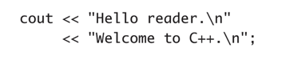 cout << "Hello reader.\n"
     << "Welcome to C++.\n";